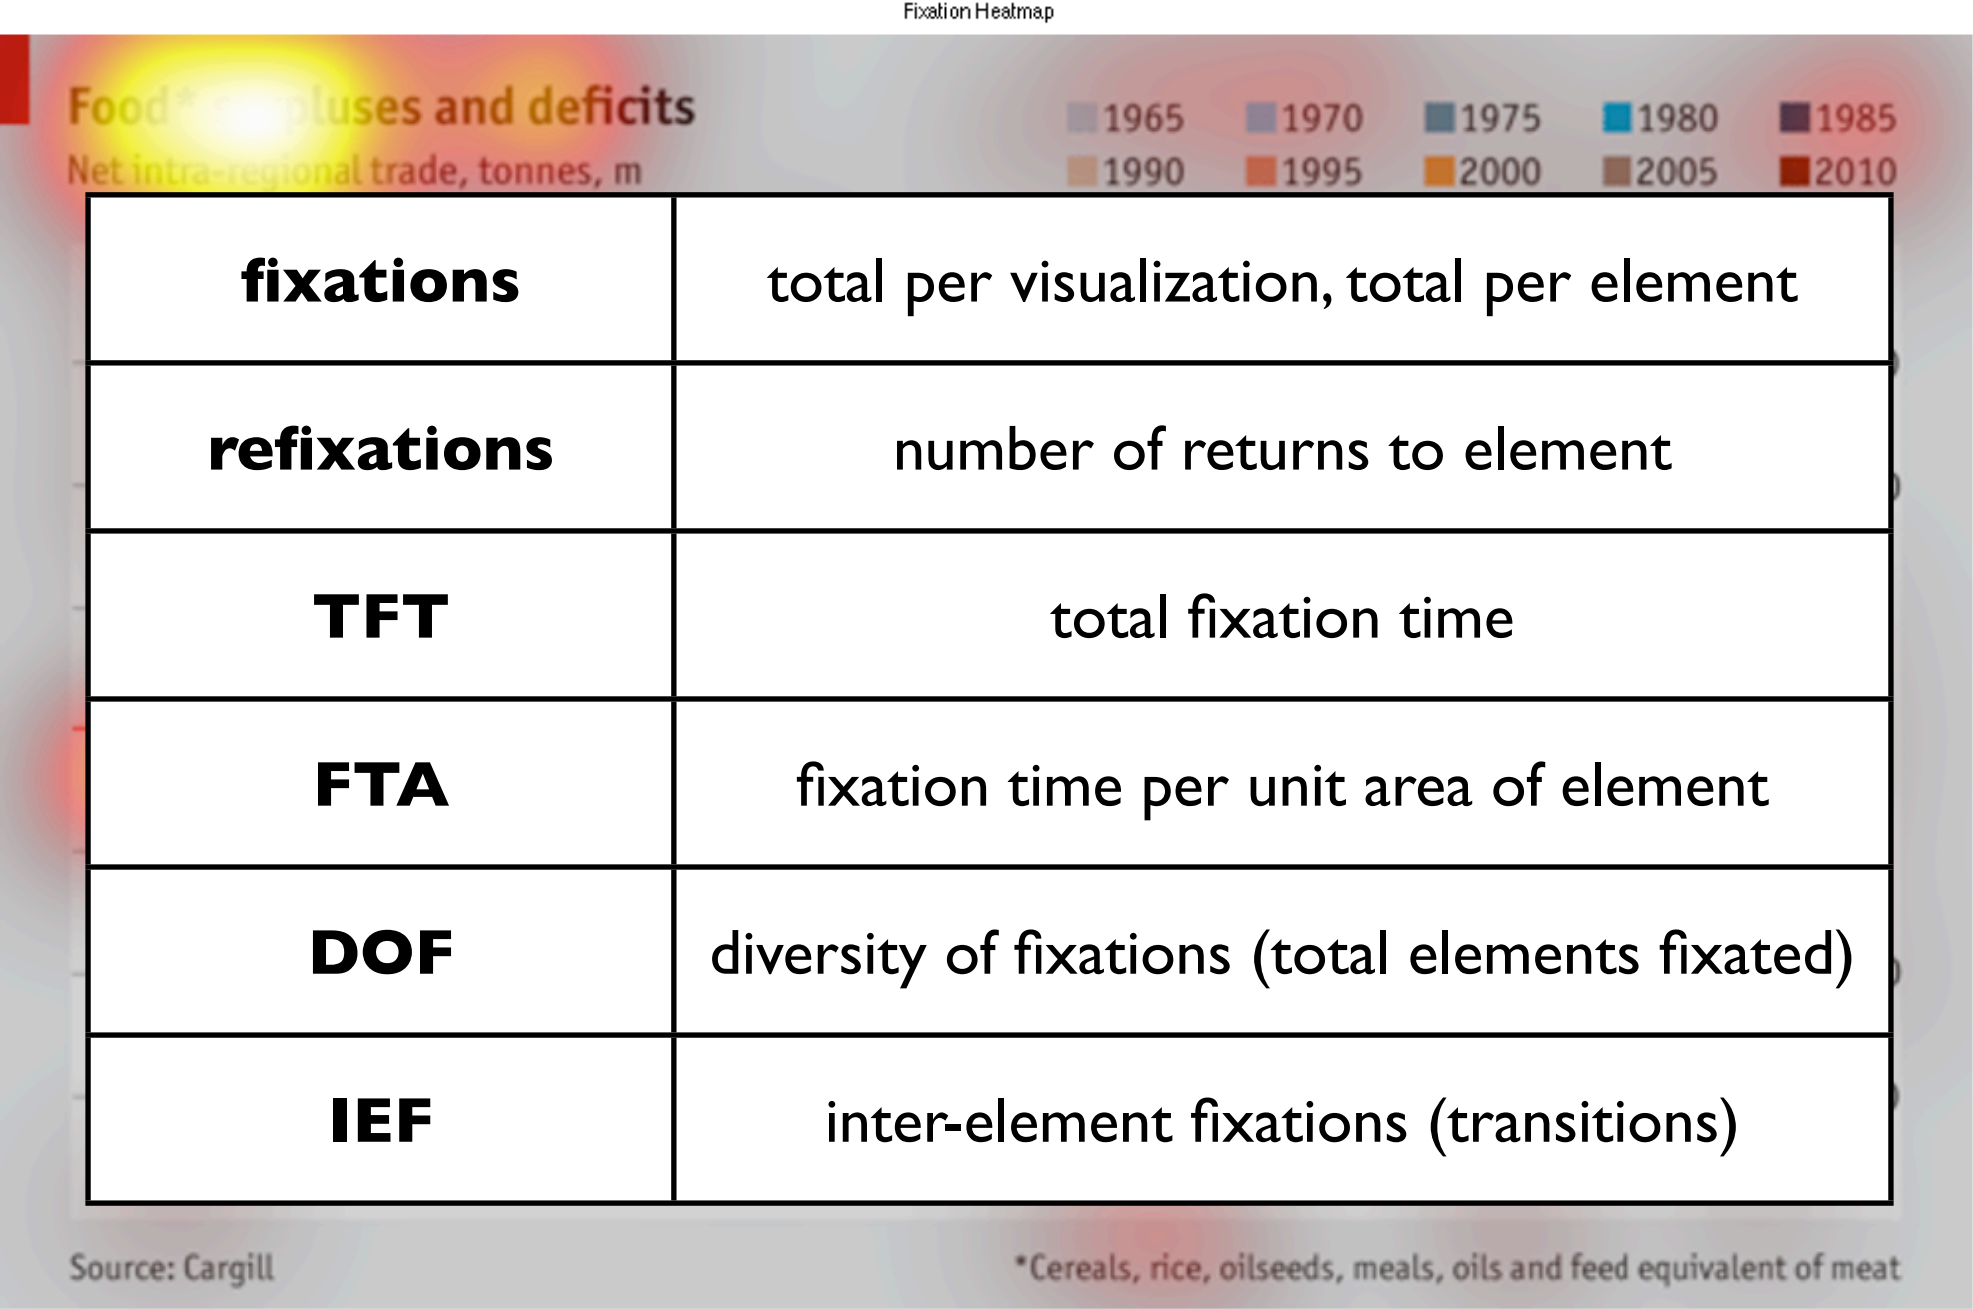 Fixation Heatmap
Food* surpluses and deficits
Net intra-regional trade, tonnes, m
1965 1970 1975 1980 1985
1990 1995 2000 2005 2010
fixations total per visualization, total per element
refixations number of returns to element
TFT total fixation time
FTA fixation time per unit area of element
DOF diversity of fixations (total elements fixated)
IEF inter-element fixations (transitions)
Source: Cargill *Cereals, rice, oilseeds, meals, oils and feed equivalent of meat